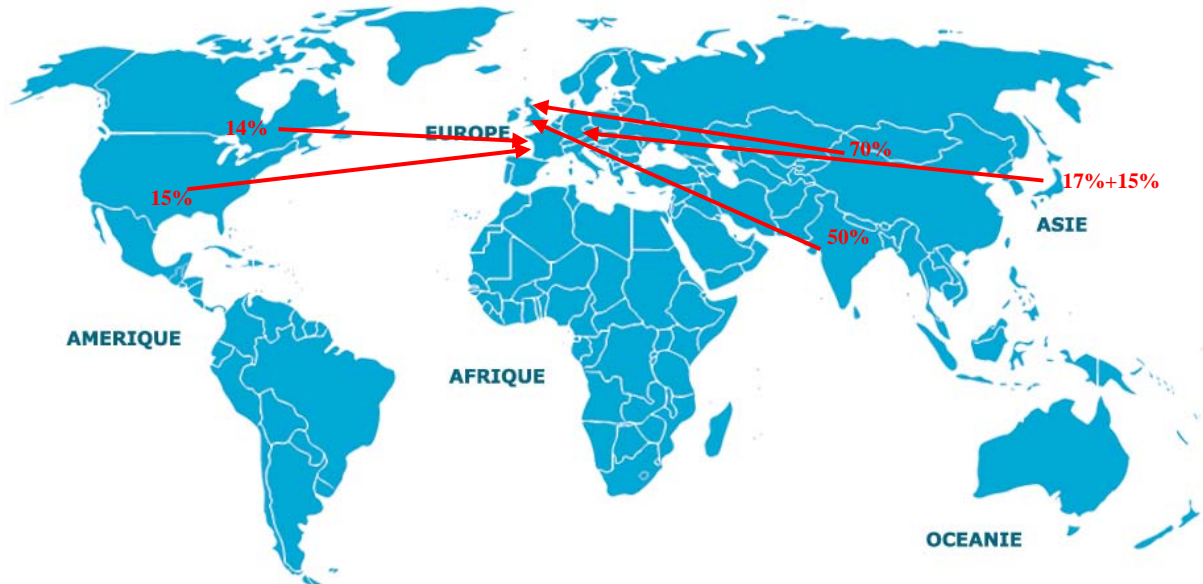 14%
EUROPE
70%
17%+15%
15%
ASIE
50%
AMERIQUE
AFRIQUE
OCEANIE